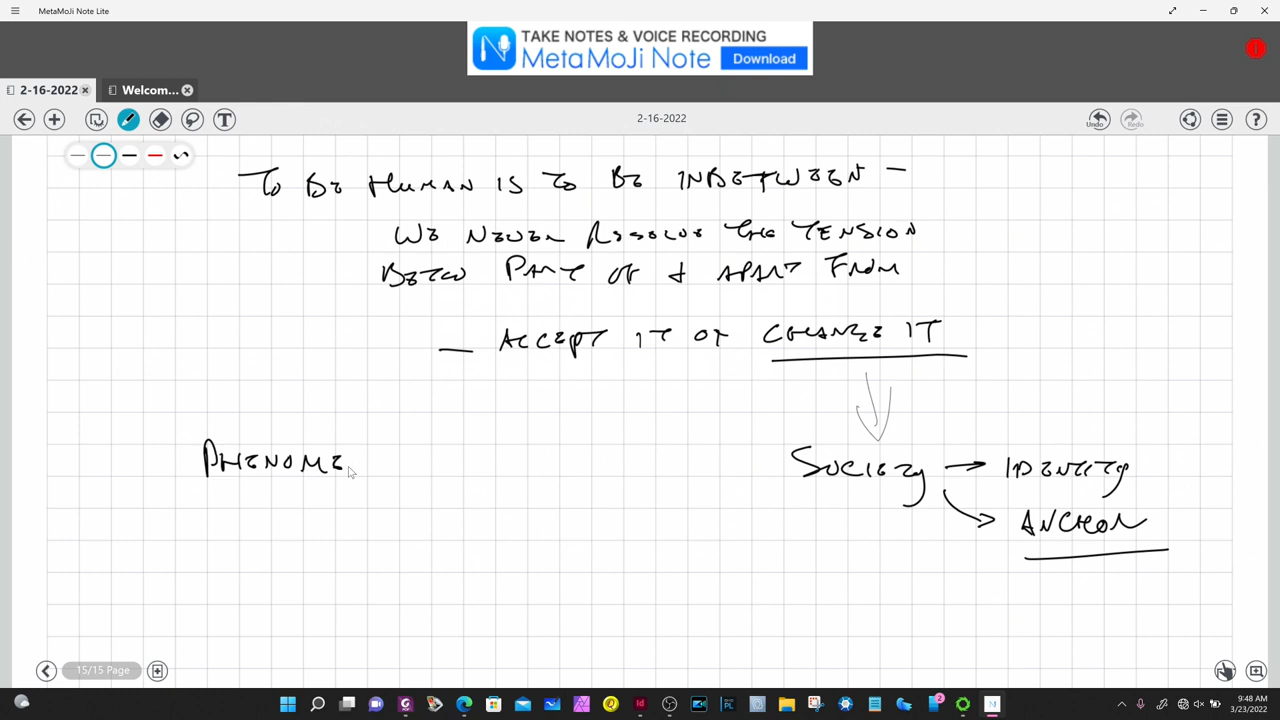 MetaMoJi Note Lite
TAKE NOTES & VOICE RECORDING
MetaMoJi Note Download
2-16-2022 Welcom...
2-16-2022
Undo Redo
TO BE HUMAN IS TO BE INBETWEEN –
WE NEVER RESOLVE THE TENSION
BETW PART OF & APART FROM
— ACCEPT IT OR CHANGE IT
PHENOME
SOCIETY → IDENTITY
→ ANCHOR
15/15 Page
9:48 AM
3/23/2022